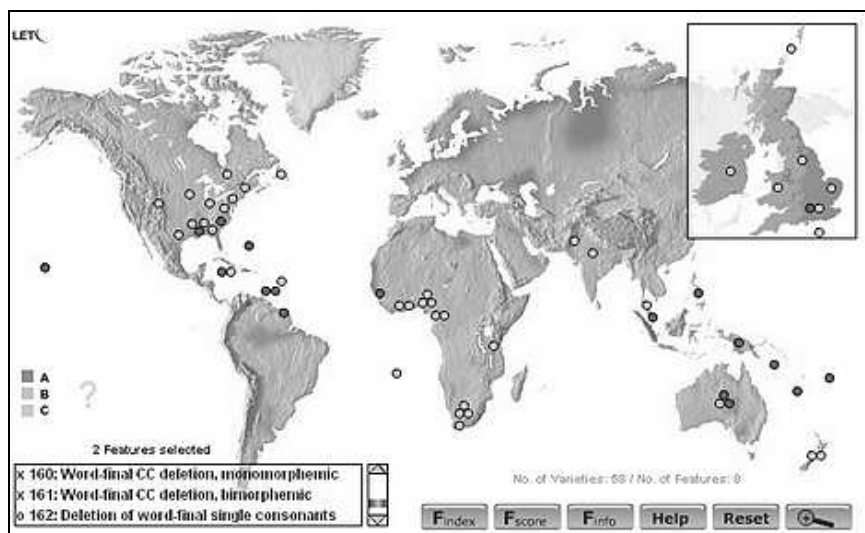 LET
A
B
C
?
2 Features selected
x 160: Word-final CC deletion, monomorphemic
x 161: Word-final CC deletion, bimorphemic
o 162: Deletion of word-final single consonants
No. of Varieties: 68 / No. of Features: 8
Findex
Fscore
Finfo
Help
Reset